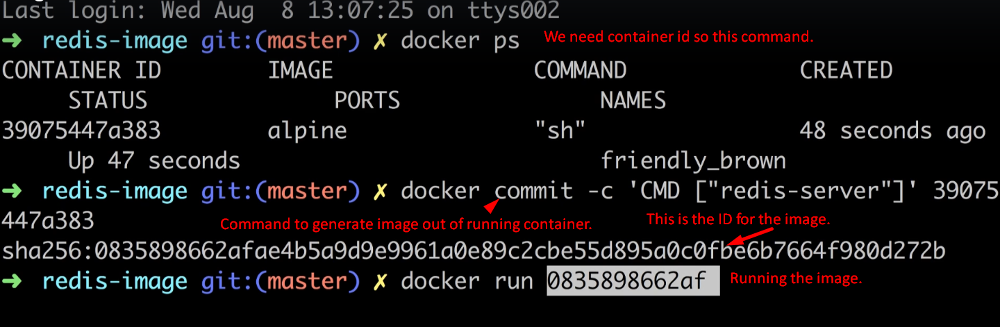 Last login: Wed Aug  8 13:07:25 on ttys002
➜  redis-image git:(master) ✗ docker ps We need container id so this command.
CONTAINER ID        IMAGE               COMMAND             CREATED
     STATUS              PORTS               NAMES
39075447a383        alpine              "sh"                48 seconds ago
     Up 47 seconds                           friendly_brown
➜  redis-image git:(master) ✗ docker commit -c 'CMD ["redis-server"]' 39075
447a383 Command to generate image out of running container. This is the ID for the image.
sha256:0835898662afae4b5a9d9e9961a0e89c2cbe55d895a0c0fbe6b7664f980d272b
➜  redis-image git:(master) ✗ docker run 0835898662af Running the image.